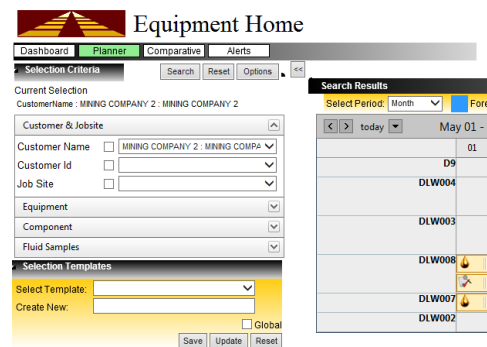 Equipment Home
Dashboard Planner Comparative Alerts
Selection Criteria Search Reset Options <<
Current Selection
CustomerName : MINING COMPANY 2 : MINING COMPANY 2
Customer & Jobsite
Customer Name MINING COMPANY 2 : MINING COMPA
Customer Id
Job Site
Equipment
Component
Fluid Samples
Selection Templates
Select Template:
Create New:
Global
Save Update Reset
Search Results
Select Period: Month Fore
< > today May 01 -
01
D9
DLW004
DLW003
DLW008
DLW007
DLW002